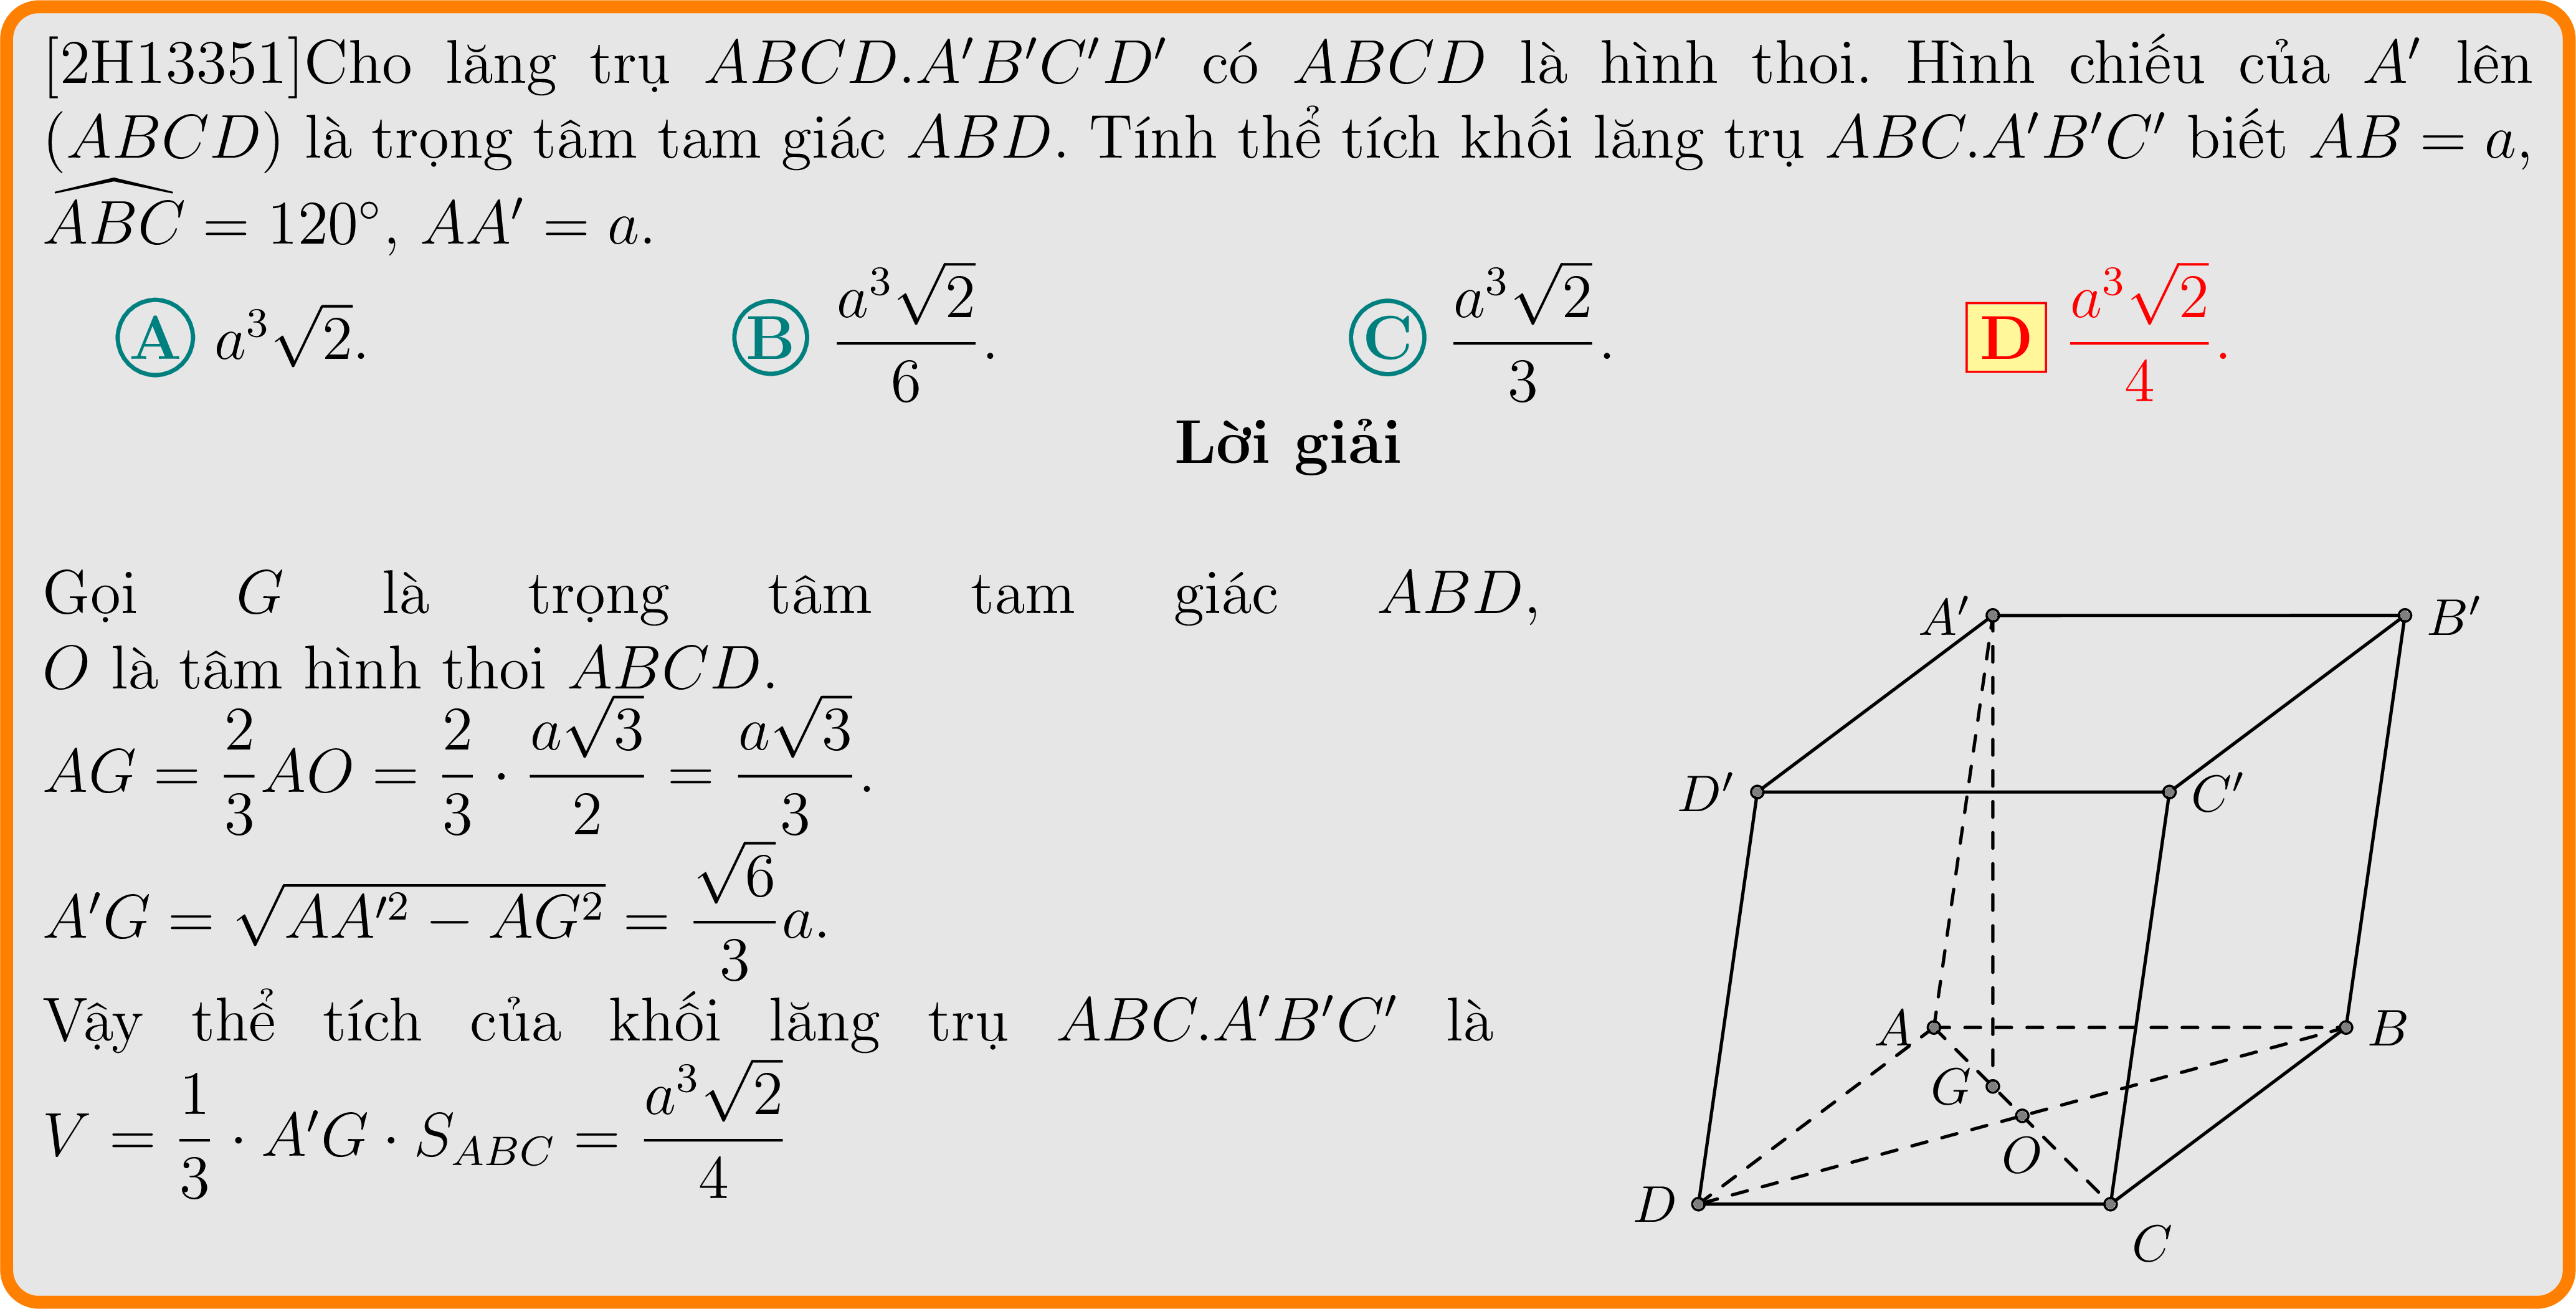 [2H13351]Cho lăng trụ ABCD.A′B′C′D′ có ABCD là hình thoi. Hình chiếu của A′ lên
(ABCD) là trọng tâm tam giác ABD. Tính thể tích khối lăng trụ ABC.A′B′C′ biết AB = a,
$\widehat{ABC}$ = 120°, AA′ = a.
A $a^3\sqrt{2}$. B $\frac{a^3\sqrt{2}}{6}$. C $\frac{a^3\sqrt{2}}{3}$. D $\frac{a^3\sqrt{2}}{4}$.
Lời giải
Gọi G là trọng tâm tam giác ABD,
O là tâm hình thoi ABCD.
$AG = \frac{2}{3}AO = \frac{2}{3} \cdot \frac{a\sqrt{3}}{2} = \frac{a\sqrt{3}}{3}$.
$A'G = \sqrt{AA'^2 - AG^2} = \frac{\sqrt{6}}{3}a$.
Vậy thể tích của khối lăng trụ ABC.A′B′C′ là
$V = \frac{1}{3} \cdot A'G \cdot S_{ABC} = \frac{a^3\sqrt{2}}{4}$
A′
B′
D′
C′
A
B
G
O
D
C